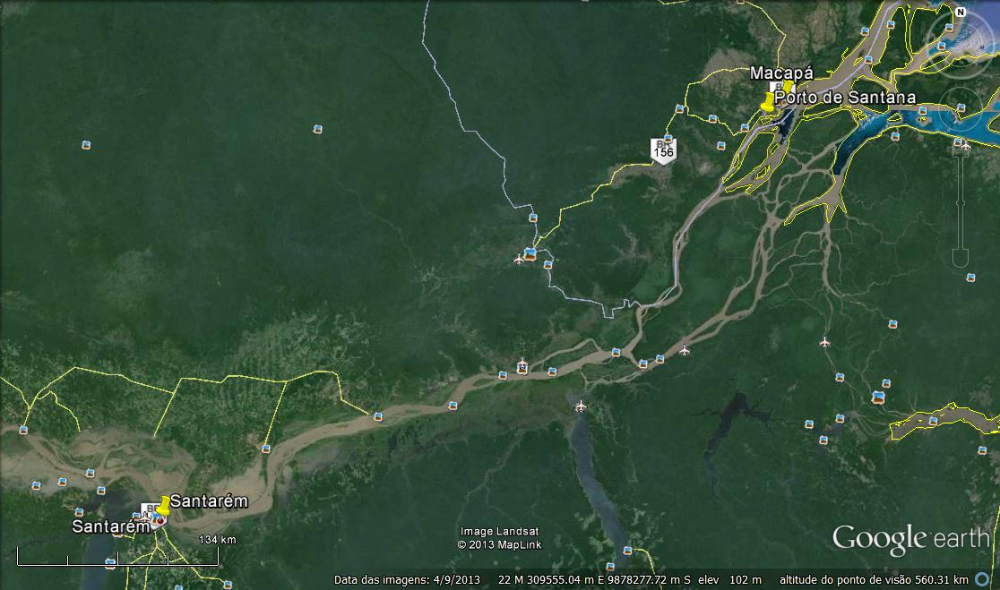 N
Macapá
Porto de Santana
BR
156
Santarém
Santarém
134 km
Image Landsat
© 2013 MapLink
Google earth
Data das imagens: 4/9/2013 22 M 309555.04 m E 9878277.72 m S elev 102 m altitude do ponto de visão 560.31 km